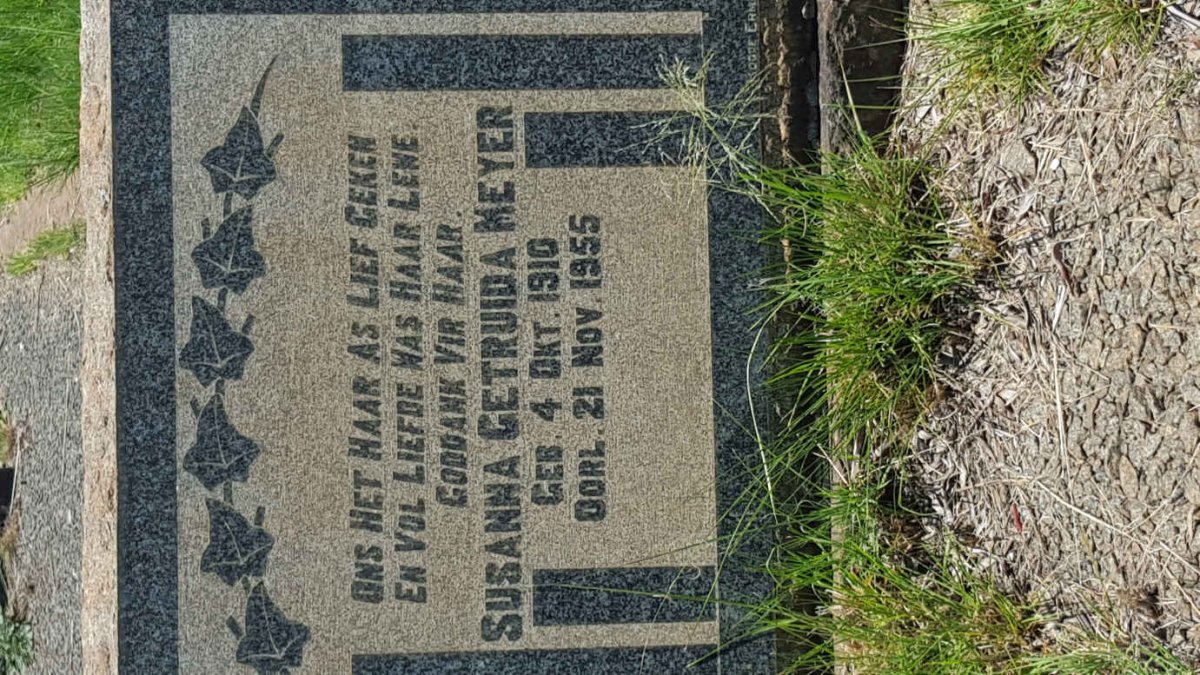 ONS HET HAAR AS LIEF GEKEN
EN VOL LIEFDE WAS HAAR LEWE.
GODDANK VIR HAAR.
SUSANNA GETRUIDA MEYER
GEB. 4 OKT. 1910
OORL. 21 NOV. 1955